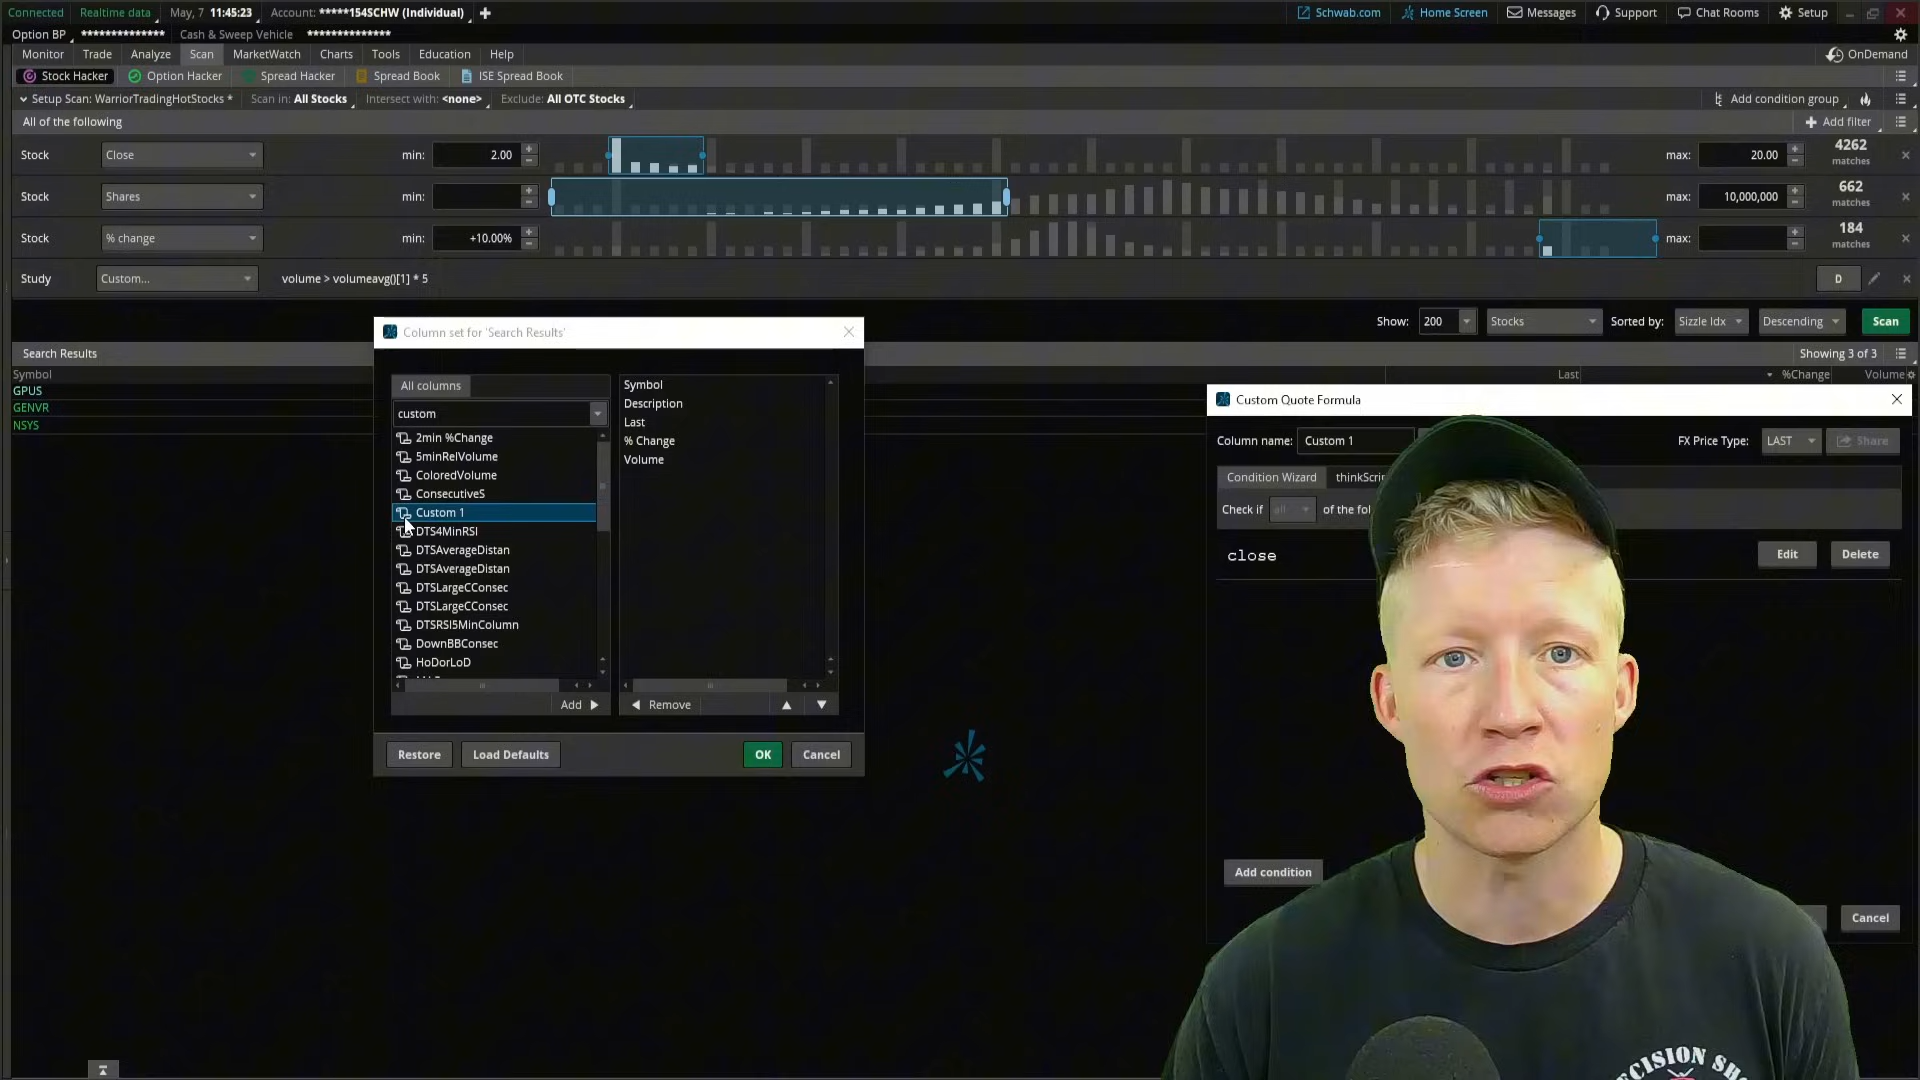 Connected Realtime data May, 7 11:45:23 Account: *****154SCHW (Individual) Schwab.com Home Screen Messages Support Chat Rooms Setup
Option BP ************** Cash & Sweep Vehicle **************
Monitor Trade Analyze Scan MarketWatch Charts Tools Education Help OnDemand
Stock Hacker Option Hacker Spread Hacker Spread Book ISE Spread Book
Setup Scan: WarriorTradingHotStocks * Scan in: All Stocks Intersect with: <none> Exclude: All OTC Stocks Add condition group
All of the following Add filter
Stock Close min: 2.00 max: 20.00 4262 matches
Stock Shares min: max: 10,000,000 662 matches
Stock % change min: +10.00% max: 184 matches
Study Custom... volume > volumeavg()[1] * 5 D
Show: 200 Stocks Sorted by: Sizzle Idx Descending Scan
Search Results Showing 3 of 3
Symbol Last %Change Volume
GPUS
GENVR
NSYS
Column set for 'Search Results'
All columns
custom
2min %Change
5minRelVolume
ColoredVolume
ConsecutiveS
Custom 1
DTS4MinRSI
DTSAverageDistan
DTSAverageDistan
DTSLargeCConsec
DTSLargeCConsec
DTSRSI5MinColumn
DownBBConsec
HoDorLoD
Add
Symbol
Description
Last
% Change
Volume
Remove
Restore Load Defaults OK Cancel
Custom Quote Formula
Column name: Custom 1 FX Price Type: LAST Share
Condition Wizard thinkScri
Check if all of the fol
close Edit Delete
Add condition
Cancel
CISION SH